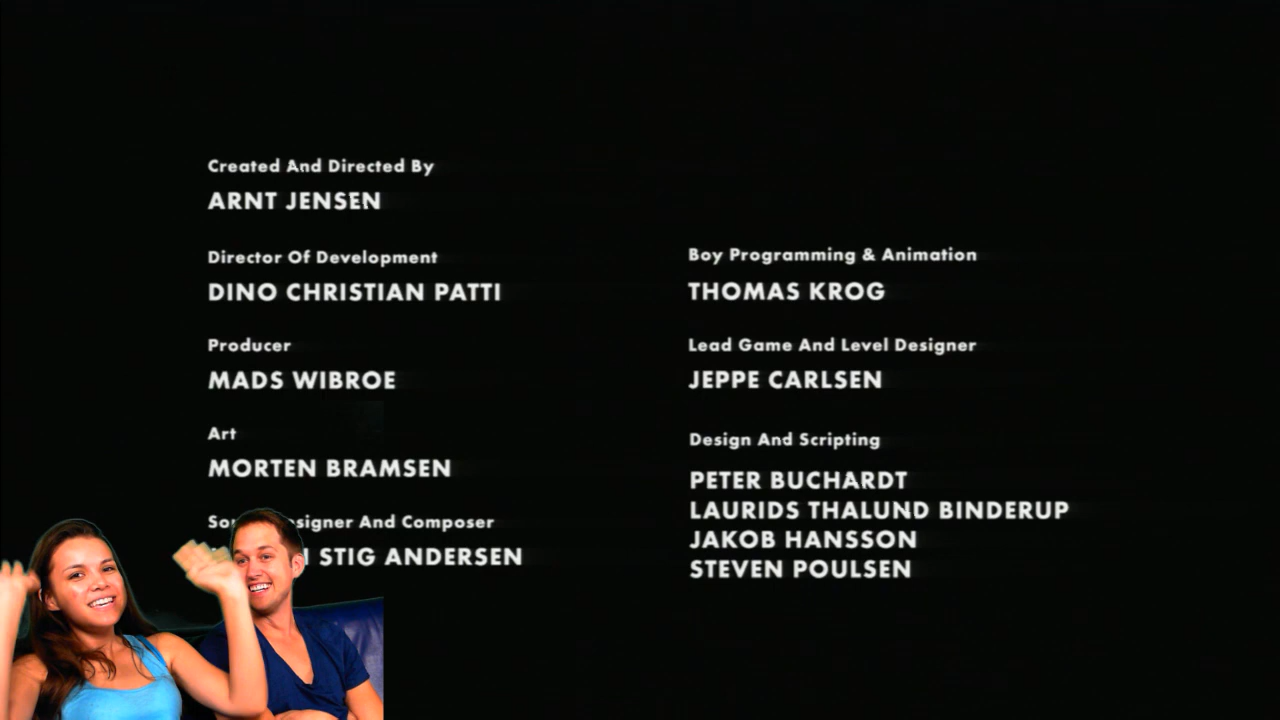 Created And Directed By
ARNT JENSEN
Director Of Development
DINO CHRISTIAN PATTI
Producer
MADS WIBROE
Art
MORTEN BRAMSEN
And Composer
STIG ANDERSEN
Boy Programming & Animation
THOMAS KROG
Lead Game And Level Designer
JEPPE CARLSEN
Design And Scripting
PETER BUCHARDT
LAURIDS THALUND BINDERUP
JAKOB HANSSON
STEVEN POULSEN